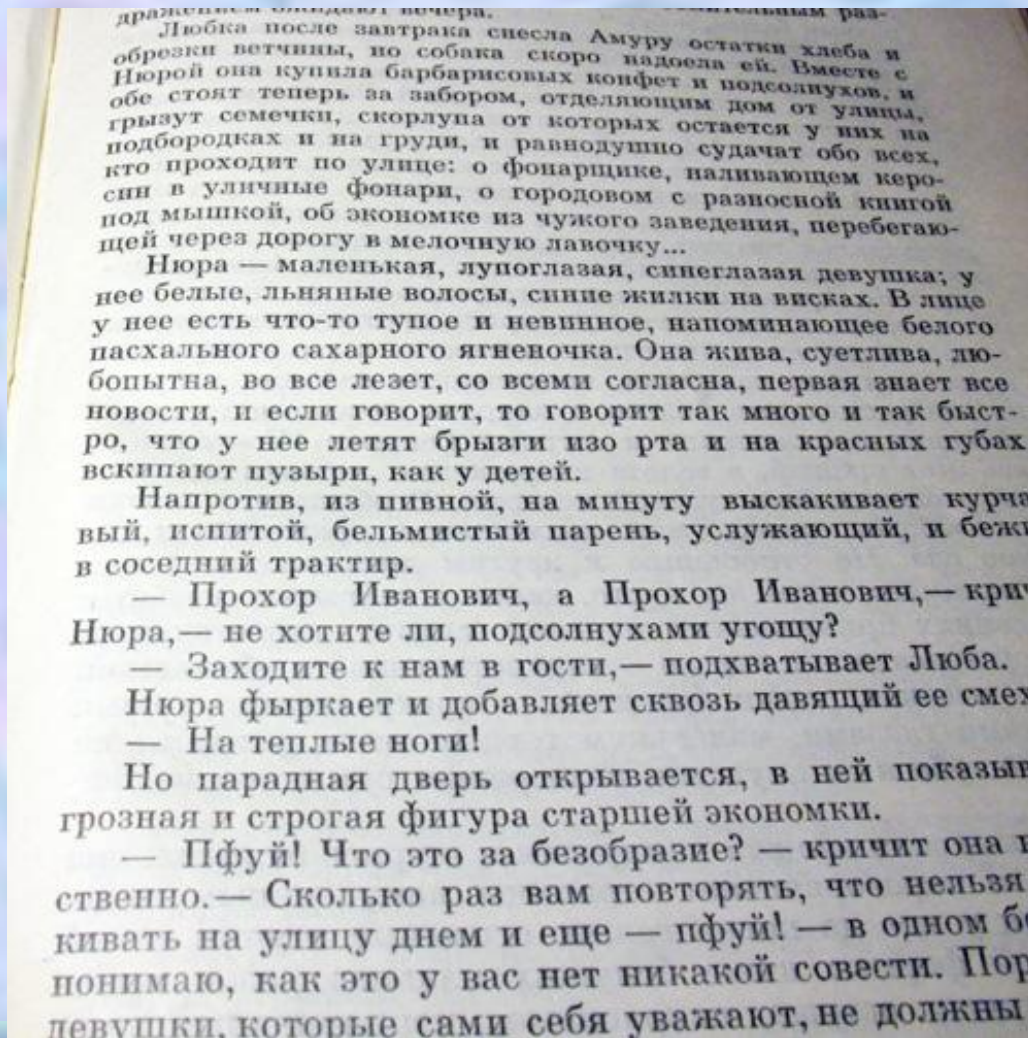 дражением ожидают вечера.
Любка после завтрака снесла Амуру остатки хлеба и
обрезки ветчины, но собака скоро надоела ей. Вместе с
Нюрой она купила барбарисовых конфет и подсолнухов, и
обе стоят теперь за забором, отделяющим дом от улицы,
грызут семечки, скорлупа от которых остается у них на
подбородках и на груди, и равнодушно судачат обо всех,
кто проходит по улице: о фонарщике, наливающем керо-
син в уличные фонари, о городовом с разносной книгой
под мышкой, об экономке из чужого заведения, перебегаю-
щей через дорогу в мелочную лавочку...
Нюра — маленькая, лупоглазая, синеглазая девушка; у
нее белые, льняные волосы, синие жилки на висках. В лице
у нее есть что-то тупое и невинное, напоминающее белого
пасхального сахарного ягненочка. Она жива, суетлива, лю-
бопытна, во все лезет, со всеми согласна, первая знает все
новости, и если говорит, то говорит так много и так быст-
ро, что у нее летят брызги изо рта и на красных губах
вскипают пузыри, как у детей.
Напротив, из пивной, на минуту выскакивает курча
вый, испитой, бельмистый парень, услужающий, и бежи
в соседний трактир.
— Прохор Иванович, а Прохор Иванович,— крич
Нюра,— не хотите ли, подсолнухами угощу?
— Заходите к нам в гости,— подхватывает Люба.
Нюра фыркает и добавляет сквозь давящий ее смех
— На теплые ноги!
Но парадная дверь открывается, в ней показыв
грозная и строгая фигура старшей экономки.
— Пфуй! Что это за безобразие? — кричит она
ственно.— Сколько раз вам повторять, что нельзя
кивать на улицу днем и еще — пфуй! — в одном бе
понимаю, как это у вас нет никакой совести. Пор
девушки, которые сами себя уважают, не должны